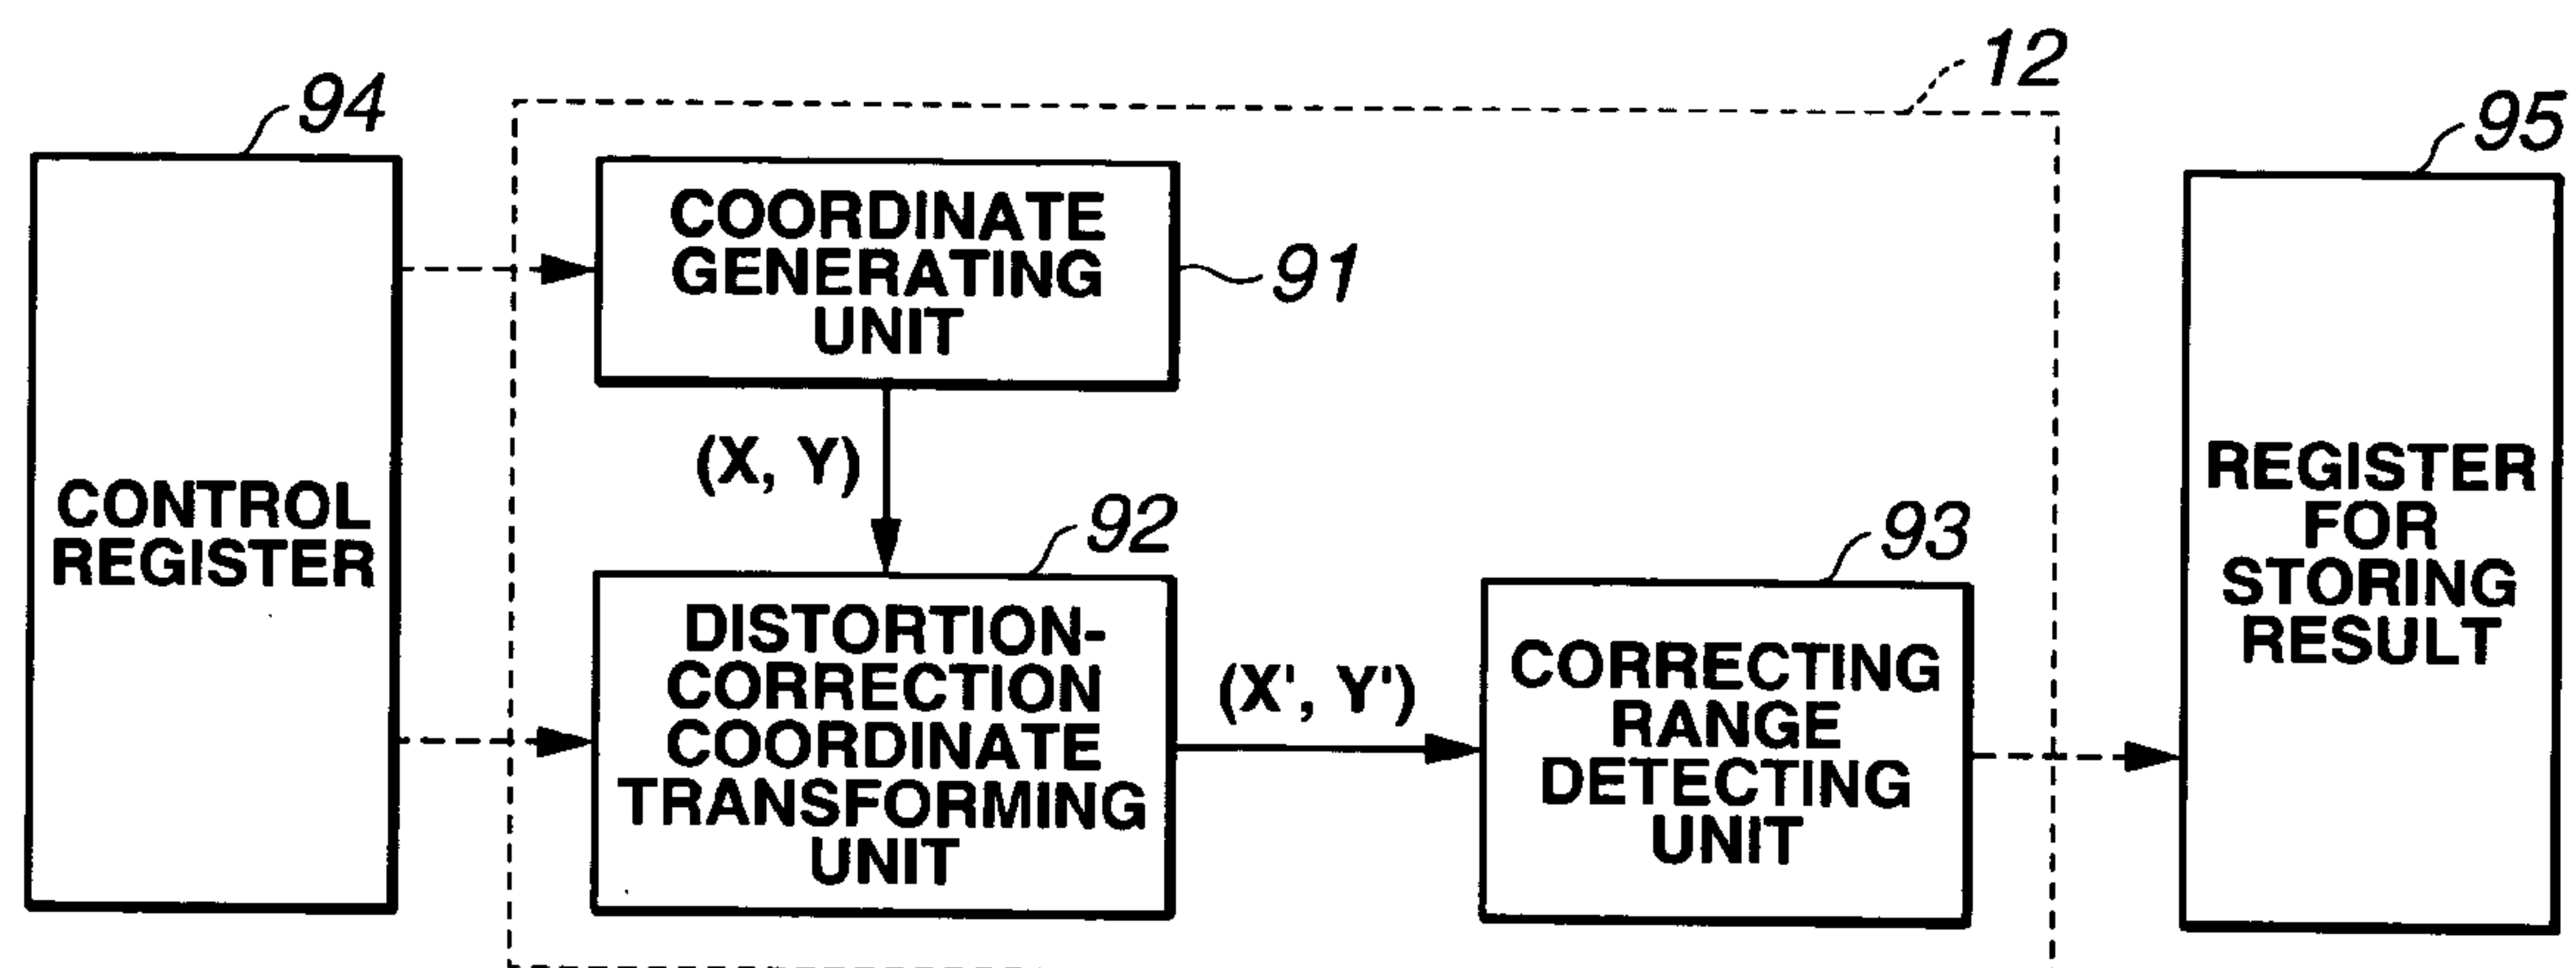 12
94
95
COORDINATE
GENERATING
UNIT
91
(X, Y)
CONTROL
REGISTER
92
93
DISTORTION-
CORRECTION
COORDINATE
TRANSFORMING
UNIT
(X', Y')
CORRECTING
RANGE
DETECTING
UNIT
REGISTER
FOR
STORING
RESULT